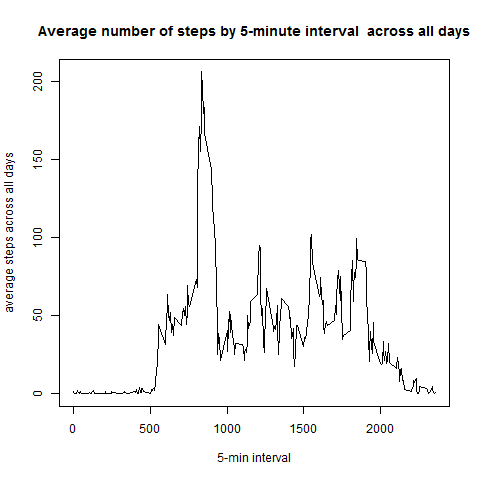 Average number of steps by 5-minute interval  across all days
average steps across all days
200
150
100
50
0
0 500 1000 1500 2000
5-min interval